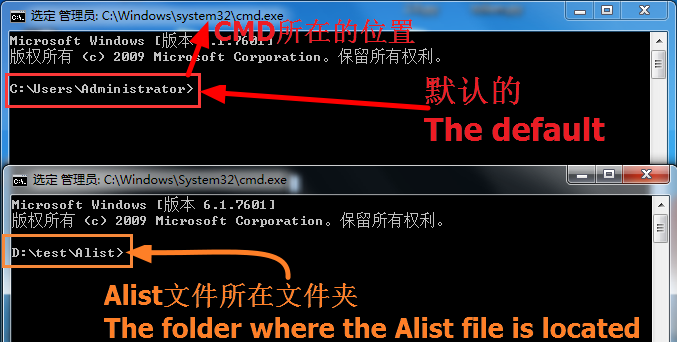 选定 管理员: C:\Windows\system32\cmd.exe
CMD所在的位置
Microsoft Windows [版本 6.1.7601]
版权所有 (c) 2009 Microsoft Corporation。保留所有权利。
C:\Users\Administrator>
默认的
The default
选定 管理员: C:\Windows\System32\cmd.exe
Microsoft Windows [版本 6.1.7601]
版权所有 (c) 2009 Microsoft Corporation。保留所有权利。
D:\test\Alist>
Alist文件所在文件夹
The folder where the Alist file is located